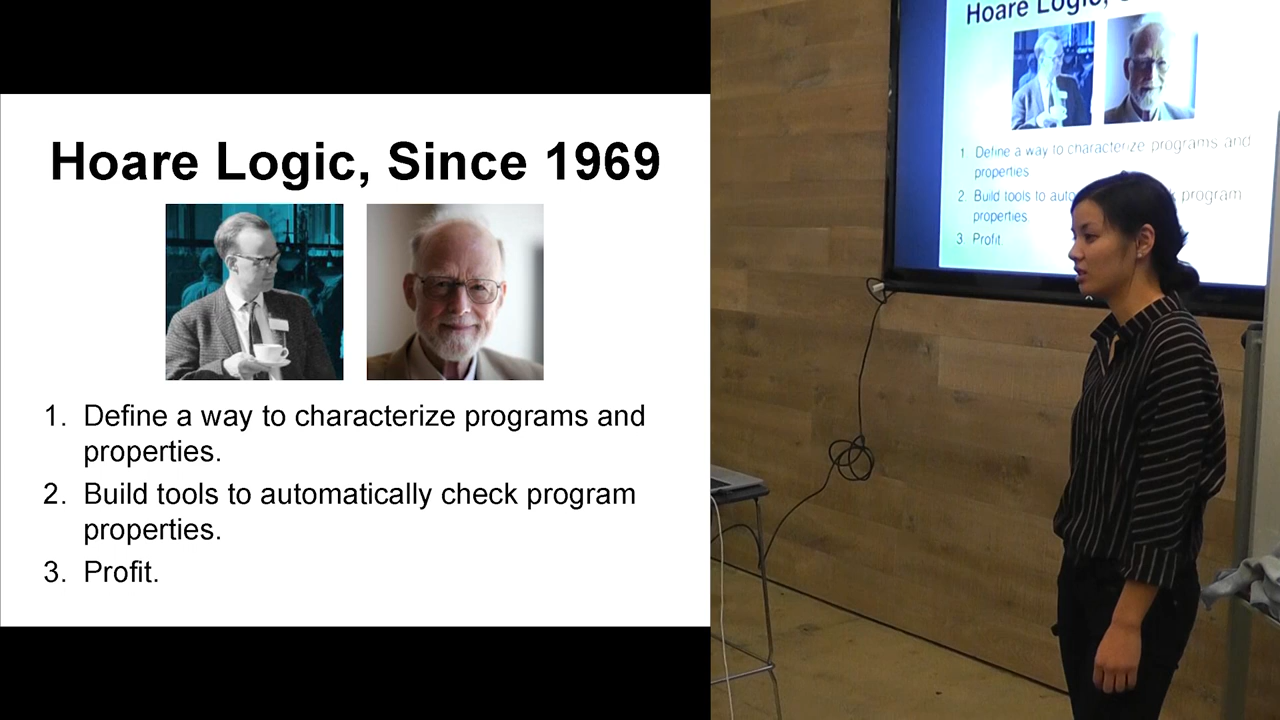 Hoare Logic, Since 1969
1. Define a way to characterize programs and
properties.
2. Build tools to automatically check program
properties.
3. Profit.
Hoare Logic,
1 Define a way to characterize programs and
properties
2. Build tools to program
properties
3. Profit